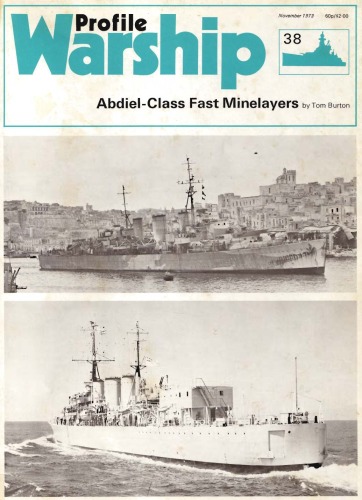 Profile
Warship
November 1973 60p/$2·00
38
Abdiel-Class Fast Minelayers by Tom Burton